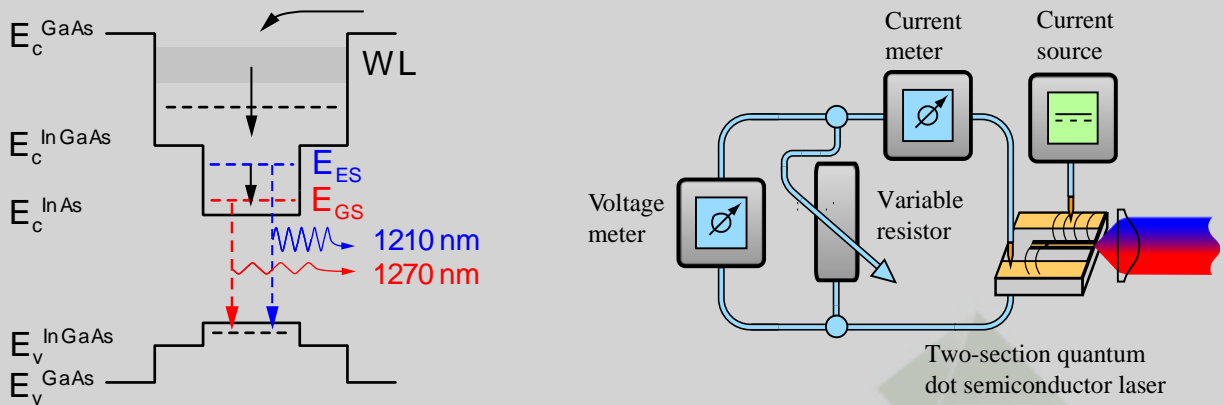 E_c^GaAs
WL
E_c^InGaAs
E_ES
E_GS
E_c^InAs
1210 nm
1270 nm
E_v^InGaAs
E_v^GaAs
Current
meter
Current
source
Voltage
meter
Variable
resistor
Two-section quantum
dot semiconductor laser